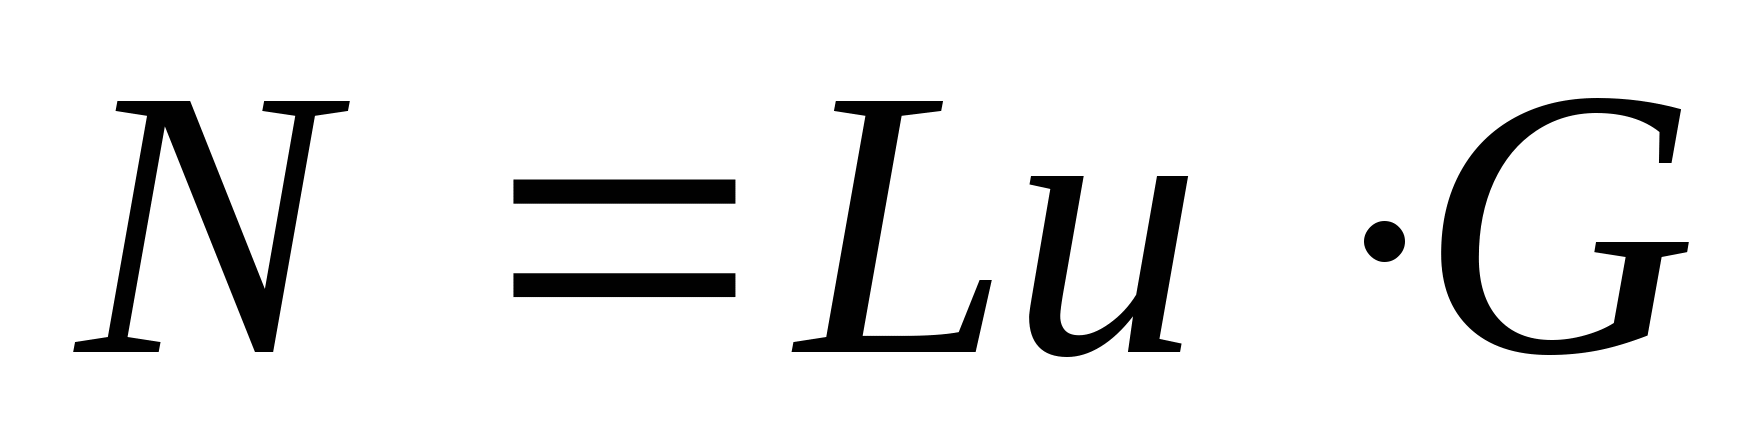 N = Lu · G